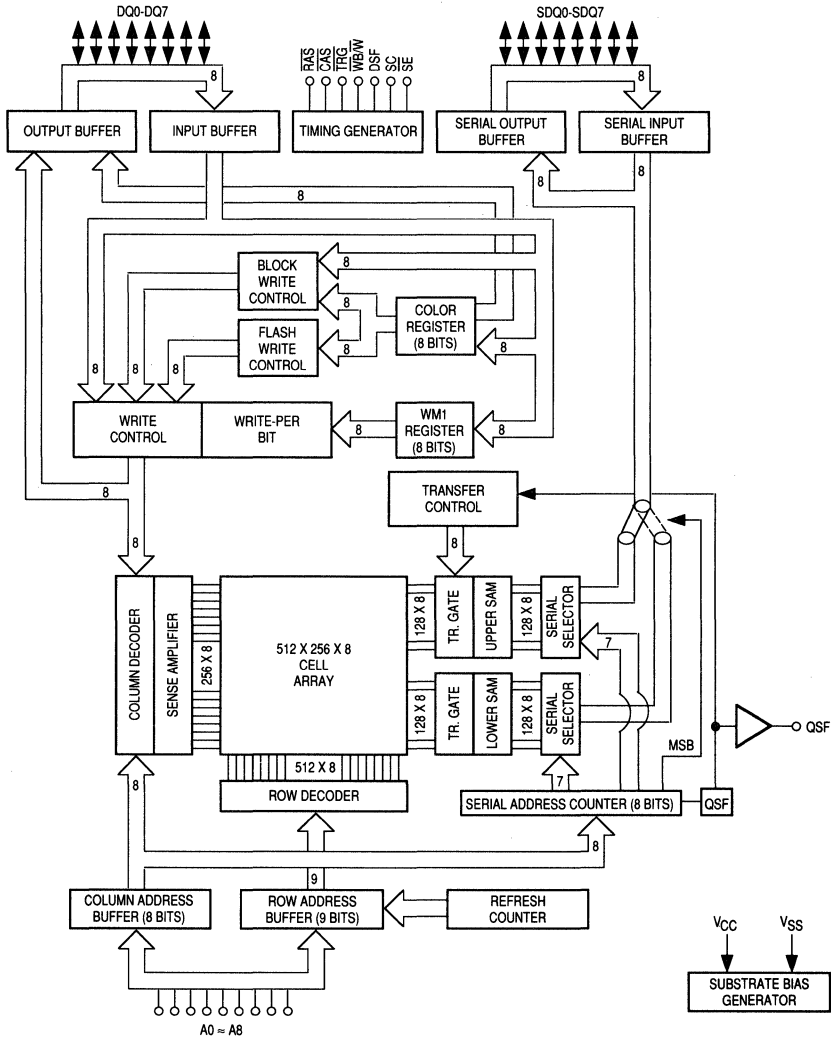 DQ0-DQ7
SDQ0-SDQ7
RAS
CAS
TRG
WB/W
DSF
SC
SE
8
8
OUTPUT BUFFER
INPUT BUFFER
TIMING GENERATOR
SERIAL OUTPUT
BUFFER
SERIAL INPUT
BUFFER
8
8
8
BLOCK
WRITE
CONTROL
8
8
COLOR
REGISTER
(8 BITS)
FLASH
WRITE
CONTROL
8
8
8
8
8
WRITE
CONTROL
WRITE-PER
BIT
8
WM1
REGISTER
(8 BITS)
8
8
TRANSFER
CONTROL
8
8
COLUMN DECODER
SENSE AMPLIFIER
256 X 8
512 X 256 X 8
CELL
ARRAY
128 X 8
TR. GATE
UPPER SAM
128 X 8
SERIAL
SELECTOR
7
128 X 8
TR. GATE
LOWER SAM
128 X 8
SERIAL
SELECTOR
MSB
QSF
512 X 8
8
ROW DECODER
7
SERIAL ADDRESS COUNTER (8 BITS)
QSF
8
9
COLUMN ADDRESS
BUFFER (8 BITS)
ROW ADDRESS
BUFFER (9 BITS)
REFRESH
COUNTER
VCC
VSS
SUBSTRATE BIAS
GENERATOR
A0 ≈ A8